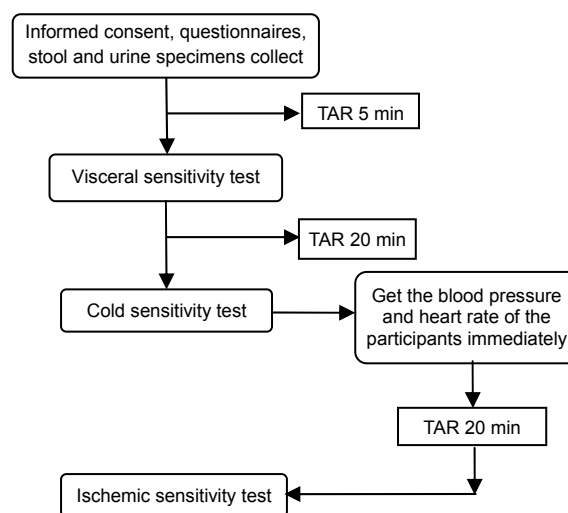 Informed consent, questionnaires,
stool and urine specimens collect
TAR 5 min
Visceral sensitivity test
TAR 20 min
Cold sensitivity test
Get the blood pressure
and heart rate of the
participants immediately
TAR 20 min
Ischemic sensitivity test